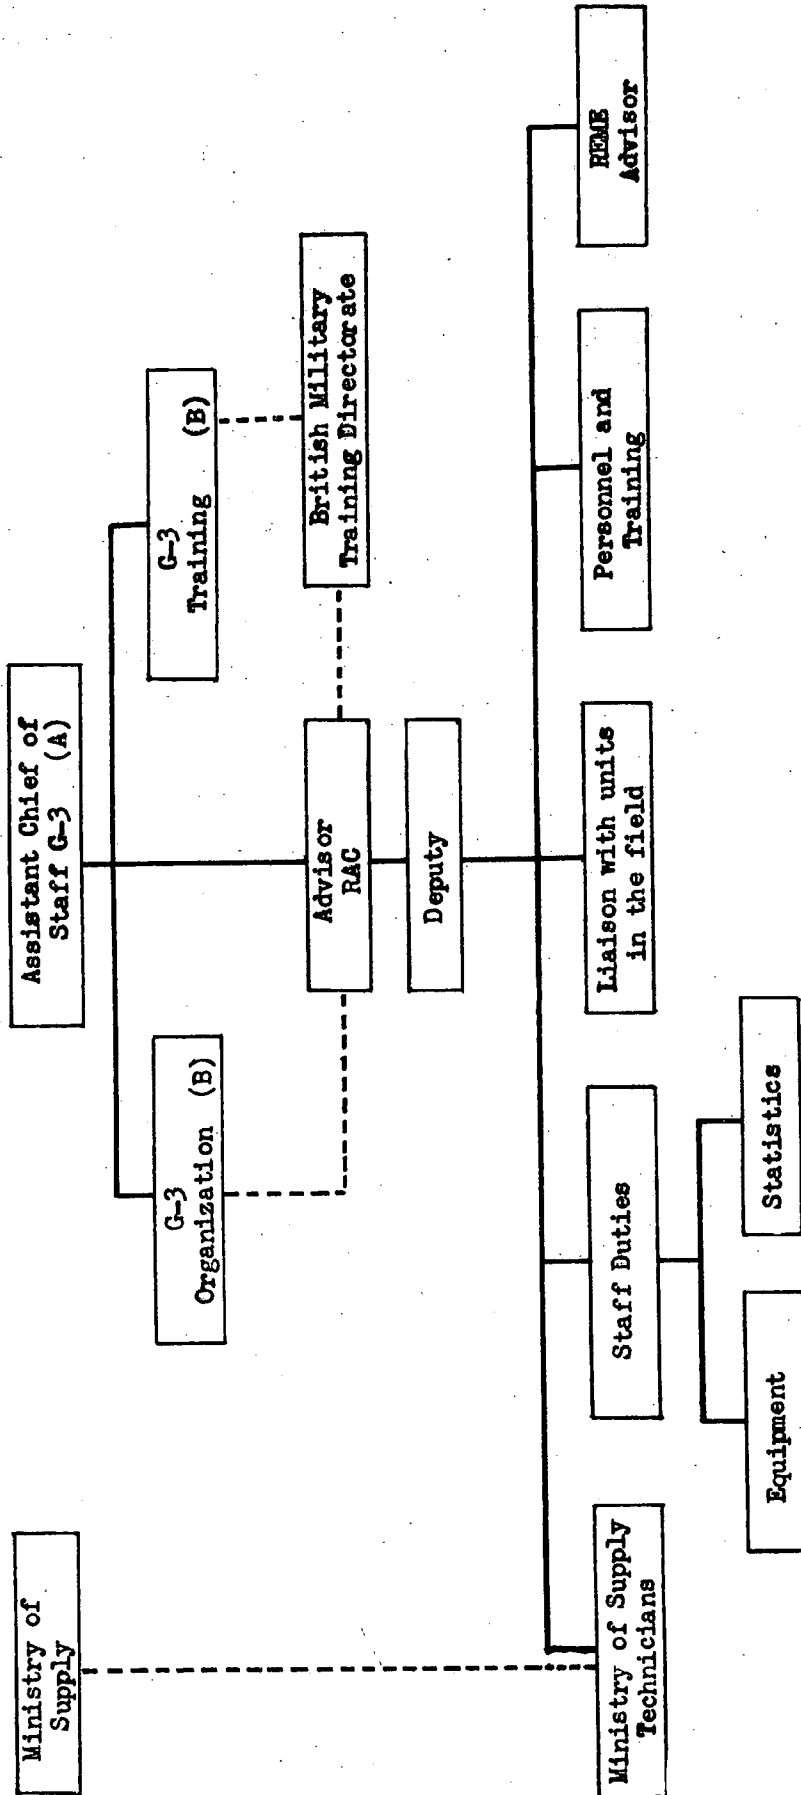 Ministry of
Supply
Assistant Chief of
Staff G-3 (A)
G-3
Organization (B)
G-3
Training (B)
Advisor
RAC
British Military
Training Directorate
Deputy
Ministry of Supply
Technicians
Staff Duties
Liaison with units
in the field
Personnel and
Training
REME
Advisor
Equipment
Statistics